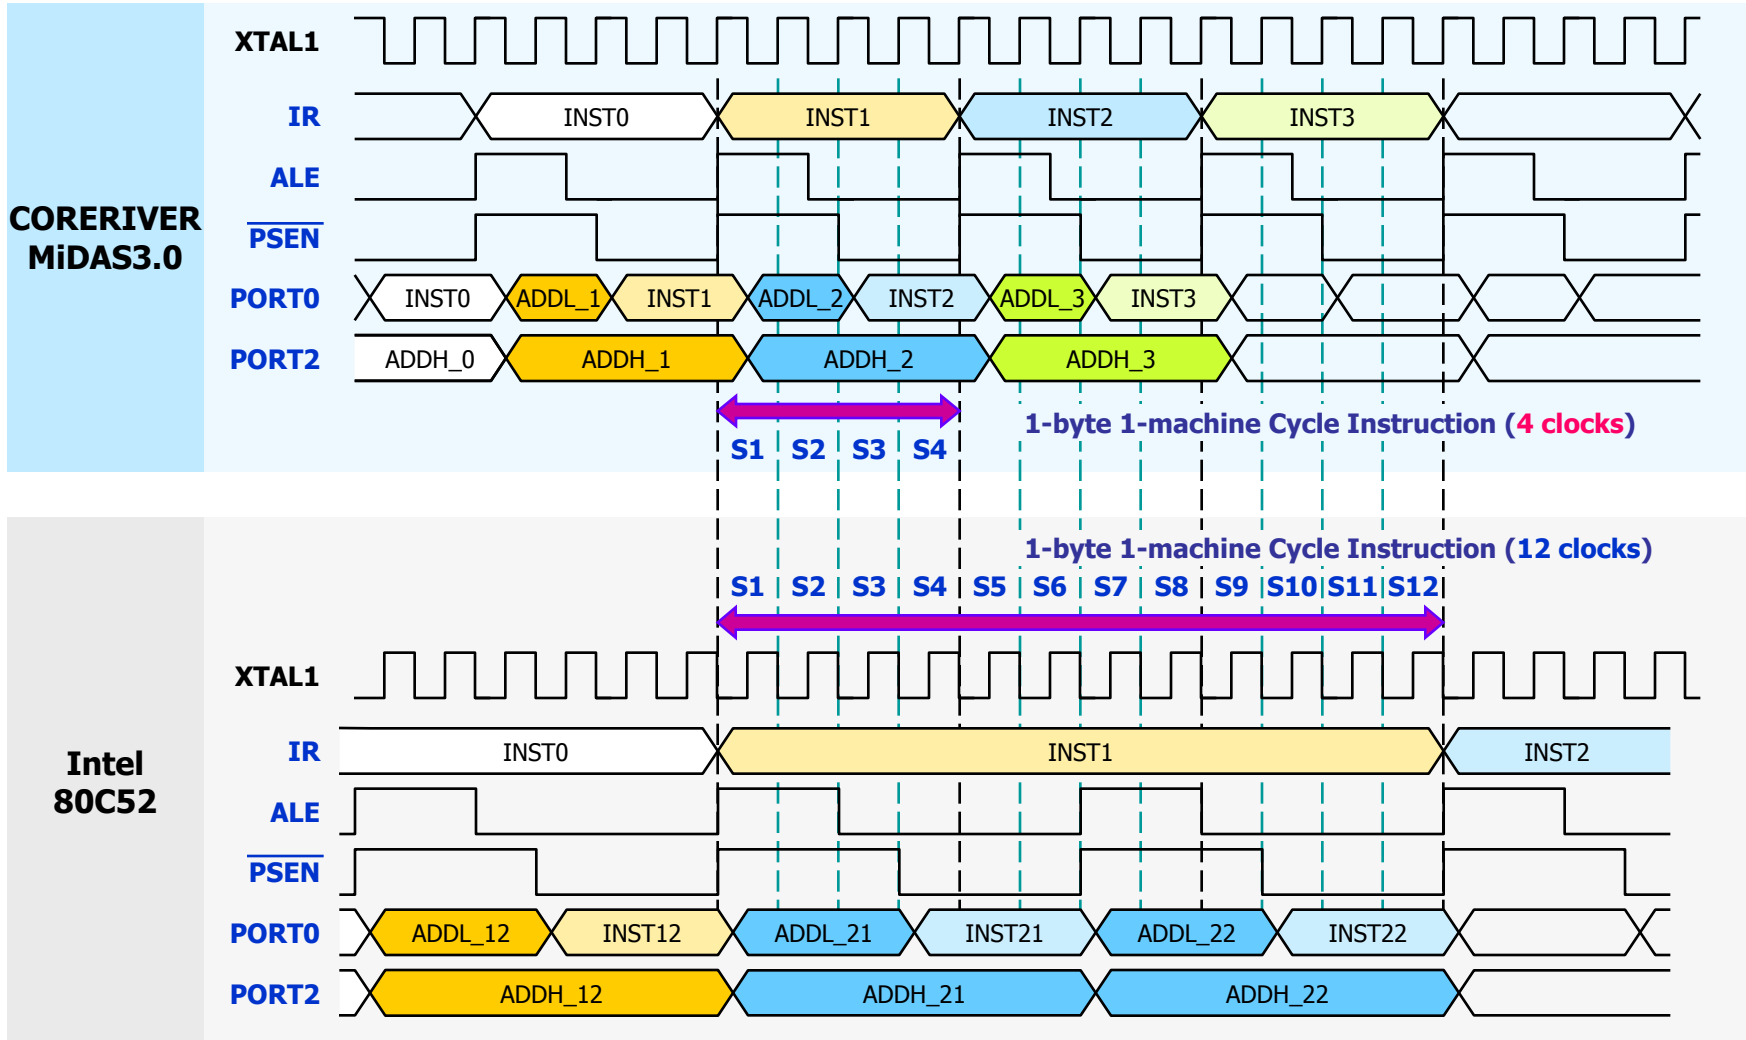 XTAL1
IR INST0 INST1 INST2 INST3
ALE
CORERIVER
MiDAS3.0
PSEN
PORT0 INST0 ADDL_1 INST1 ADDL_2 INST2 ADDL_3 INST3
PORT2 ADDH_0 ADDH_1 ADDH_2 ADDH_3
1-byte 1-machine Cycle Instruction (4 clocks)
S1 S2 S3 S4
1-byte 1-machine Cycle Instruction (12 clocks)
S1 S2 S3 S4 S5 S6 S7 S8 S9 S10 S11 S12
XTAL1
IR INST0 INST1 INST2
Intel
80C52
ALE
PSEN
PORT0 ADDL_12 INST12 ADDL_21 INST21 ADDL_22 INST22
PORT2 ADDH_12 ADDH_21 ADDH_22